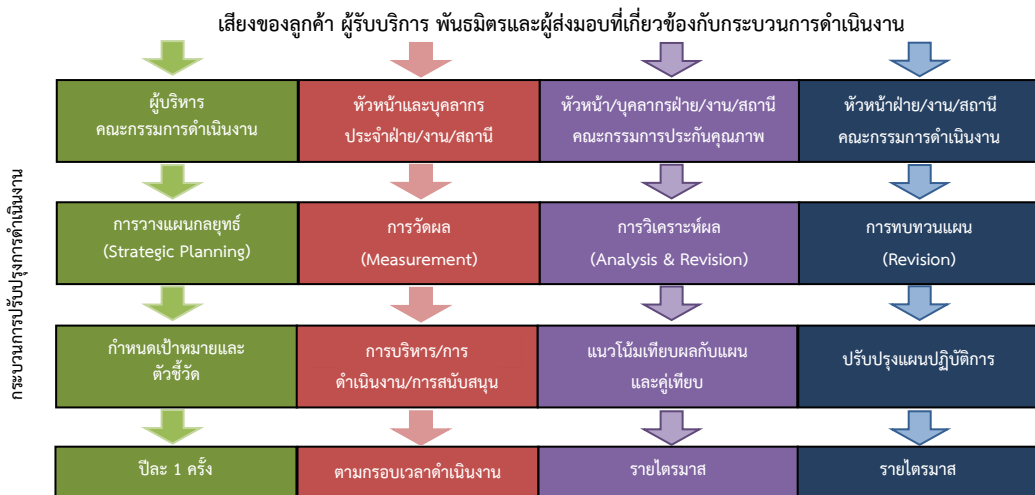 เสียงของลูกค้า ผู้รับบริการ พันธมิตรและผู้ส่งมอบที่เกี่ยวข้องกับกระบวนการดำเนินงาน
กระบวนการปรับปรุงการดำเนินงาน
ผู้บริหาร
คณะกรรมการดำเนินงาน
หัวหน้าและบุคลากร
ประจำฝ่าย/งาน/สถานี
หัวหน้า/บุคลากรฝ่าย/งาน/สถานี
คณะกรรมการประกันคุณภาพ
หัวหน้าฝ่าย/งาน/สถานี
คณะกรรมการดำเนินงาน
การวางแผนกลยุทธ์
(Strategic Planning)
การวัดผล
(Measurement)
การวิเคราะห์ผล
(Analysis & Revision)
การทบทวนแผน
(Revision)
กำหนดเป้าหมายและ
ตัวชี้วัด
การบริหาร/การ
ดำเนินงาน/การสนับสนุน
แนวโน้มเทียบผลกับแผน
และคู่เทียบ
ปรับปรุงแผนปฏิบัติการ
ปีละ 1 ครั้ง
ตามกรอบเวลาดำเนินงาน
รายไตรมาส
รายไตรมาส